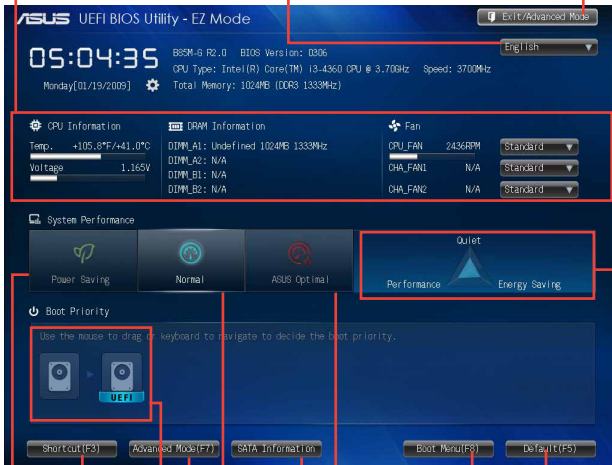 ASUS UEFI BIOS Utility - EZ Mode
Exit/Advanced Mode
English
05:04:35
Monday[01/19/2009]
B85M-G R2.0 BIOS Version: 0306
CPU Type: Intel(R) Core(TM) i3-4360 CPU @ 3.70GHz Speed: 3700MHz
Total Memory: 1024MB (DDR3 1333MHz)
CPU Information
Temp. +105.8°F/+41.0°C
Voltage 1.165V
DRAM Information
DIMM_A1: Undefined 1024MB 1333MHz
DIMM_A2: N/A
DIMM_B1: N/A
DIMM_B2: N/A
Fan
CPU_FAN 2436RPM Standard
CHA_FAN1 N/A Standard
CHA_FAN2 N/A Standard
System Performance
Power Saving
Normal
ASUS Optimal
Quiet
Performance
Energy Saving
Boot Priority
Use the mouse to drag or keyboard to navigate to decide the boot priority.
UEFI
Shortcut(F3)
Advanced Mode(F7)
SATA Information
Boot Menu(F8)
Default(F5)